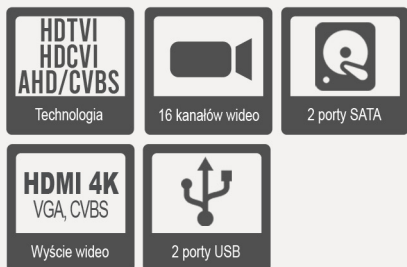 HDTVI
HDCVI
AHD/CVBS
Technologia
16 kanałów wideo
2 porty SATA
HDMI 4K
VGA, CVBS
Wyście wideo
2 porty USB